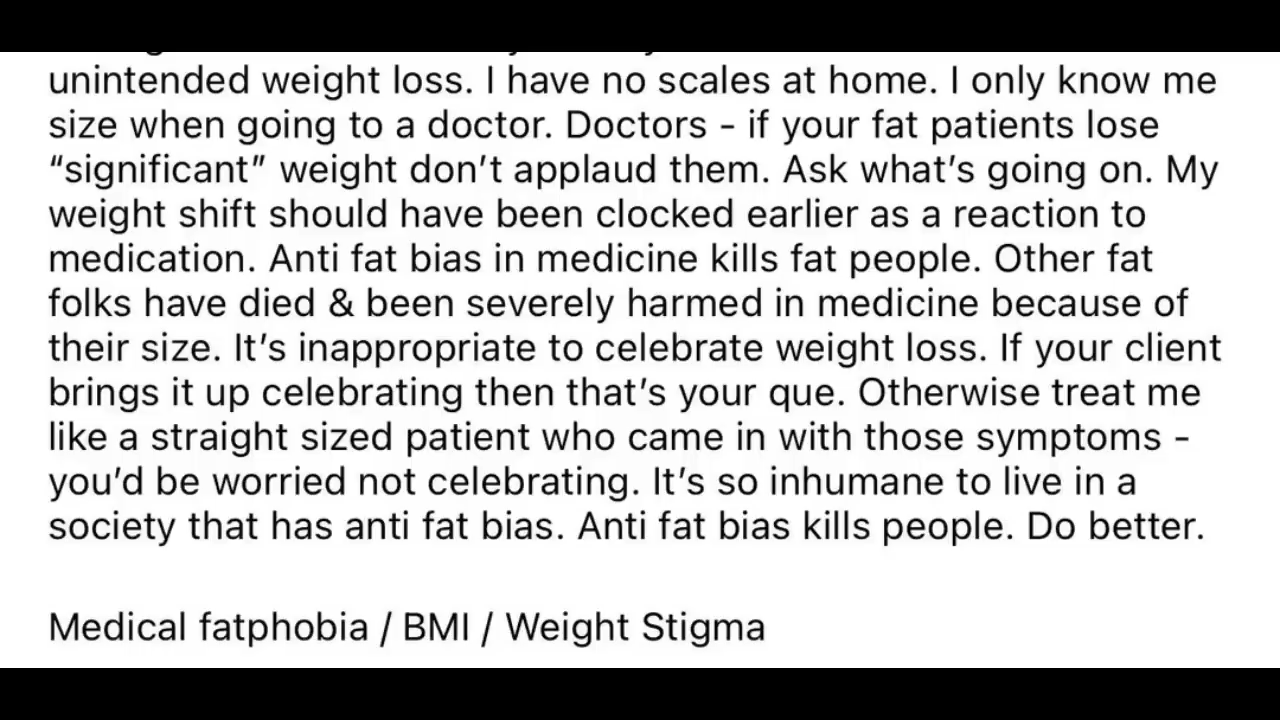 unintended weight loss. I have no scales at home. I only know me
size when going to a doctor. Doctors - if your fat patients lose
“significant” weight don’t applaud them. Ask what’s going on. My
weight shift should have been clocked earlier as a reaction to
medication. Anti fat bias in medicine kills fat people. Other fat
folks have died & been severely harmed in medicine because of
their size. It’s inappropriate to celebrate weight loss. If your client
brings it up celebrating then that’s your que. Otherwise treat me
like a straight sized patient who came in with those symptoms -
you’d be worried not celebrating. It’s so inhumane to live in a
society that has anti fat bias. Anti fat bias kills people. Do better.
Medical fatphobia / BMI / Weight Stigma